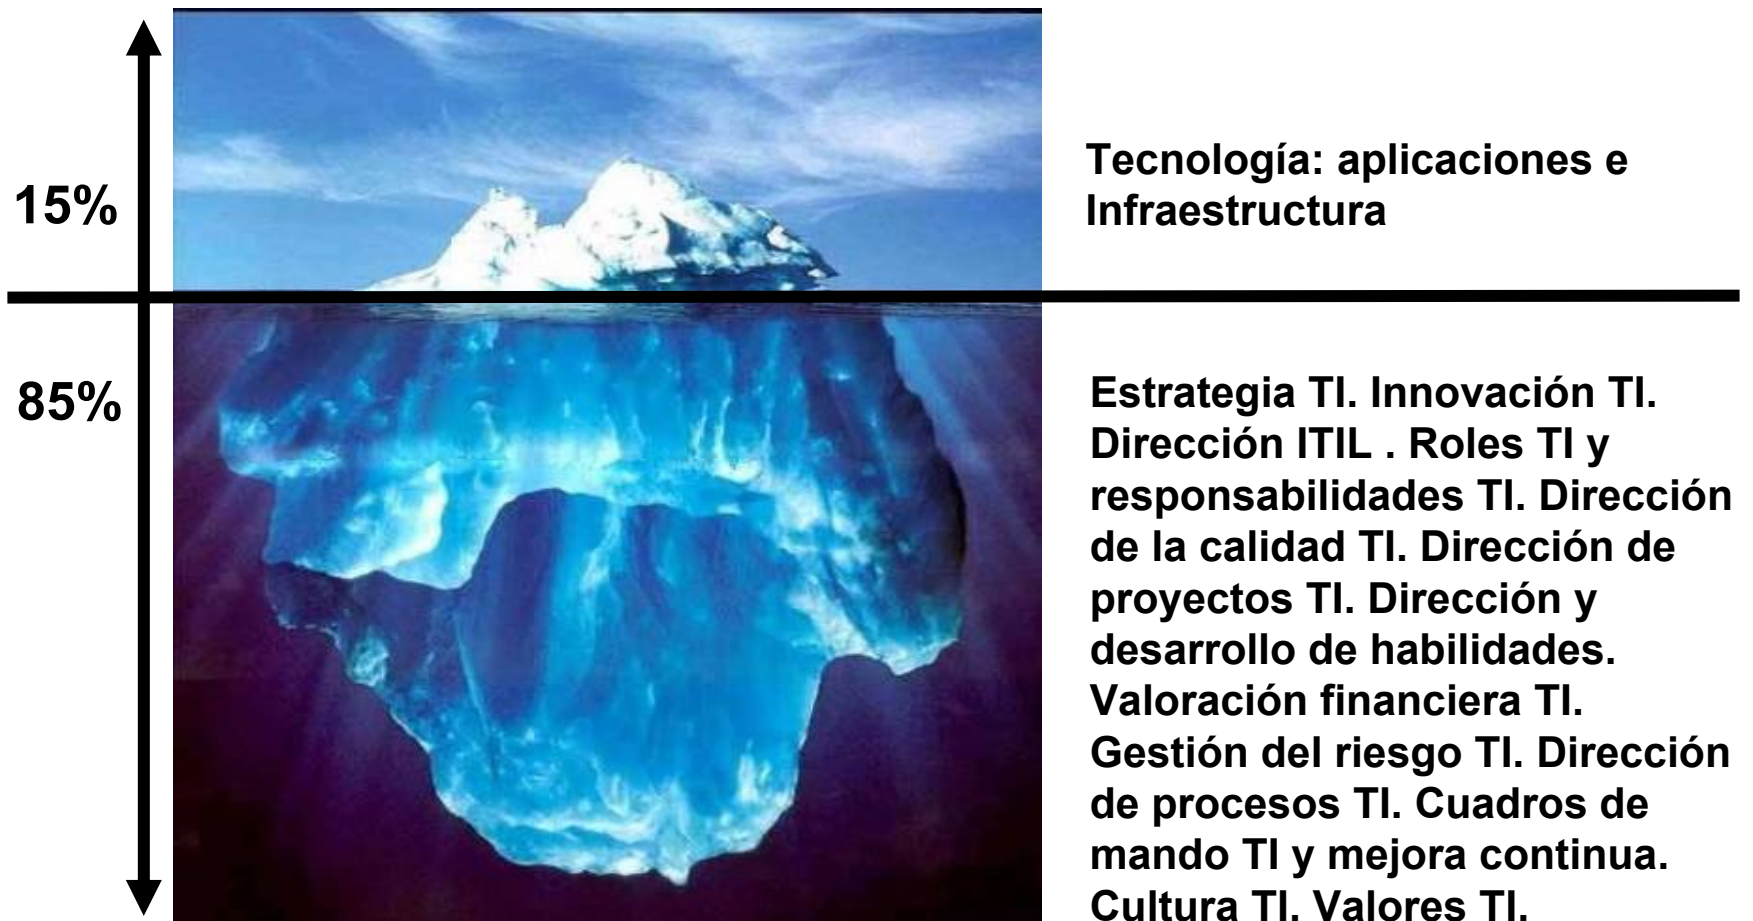 15%
Tecnología: aplicaciones e
Infraestructura
85%
Estrategia TI. Innovación TI.
Dirección ITIL . Roles TI y
responsabilidades TI. Dirección
de la calidad TI. Dirección de
proyectos TI. Dirección y
desarrollo de habilidades.
Valoración financiera TI.
Gestión del riesgo TI. Dirección
de procesos TI. Cuadros de
mando TI y mejora continua.
Cultura TI. Valores TI.